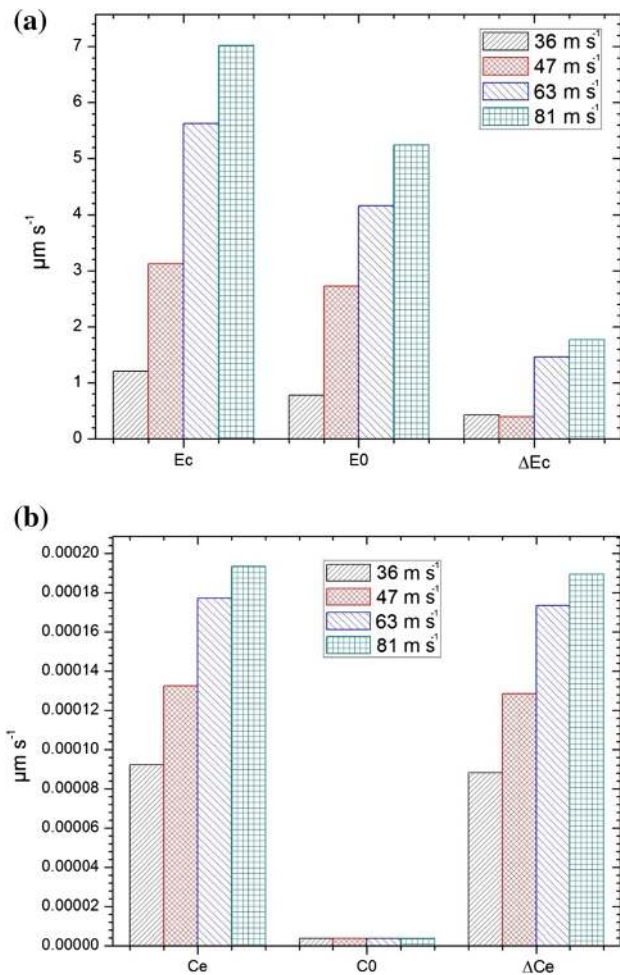 (a)
7
6
5
4
3
2
1
0
μm s⁻¹
36 m s⁻¹
47 m s⁻¹
63 m s⁻¹
81 m s⁻¹
Ec E0 ΔEc
(b)
0.00020
0.00018
0.00016
0.00014
0.00012
0.00010
0.00008
0.00006
0.00004
0.00002
0.00000
μm s⁻¹
36 m s⁻¹
47 m s⁻¹
63 m s⁻¹
81 m s⁻¹
Ce C0 ΔCe